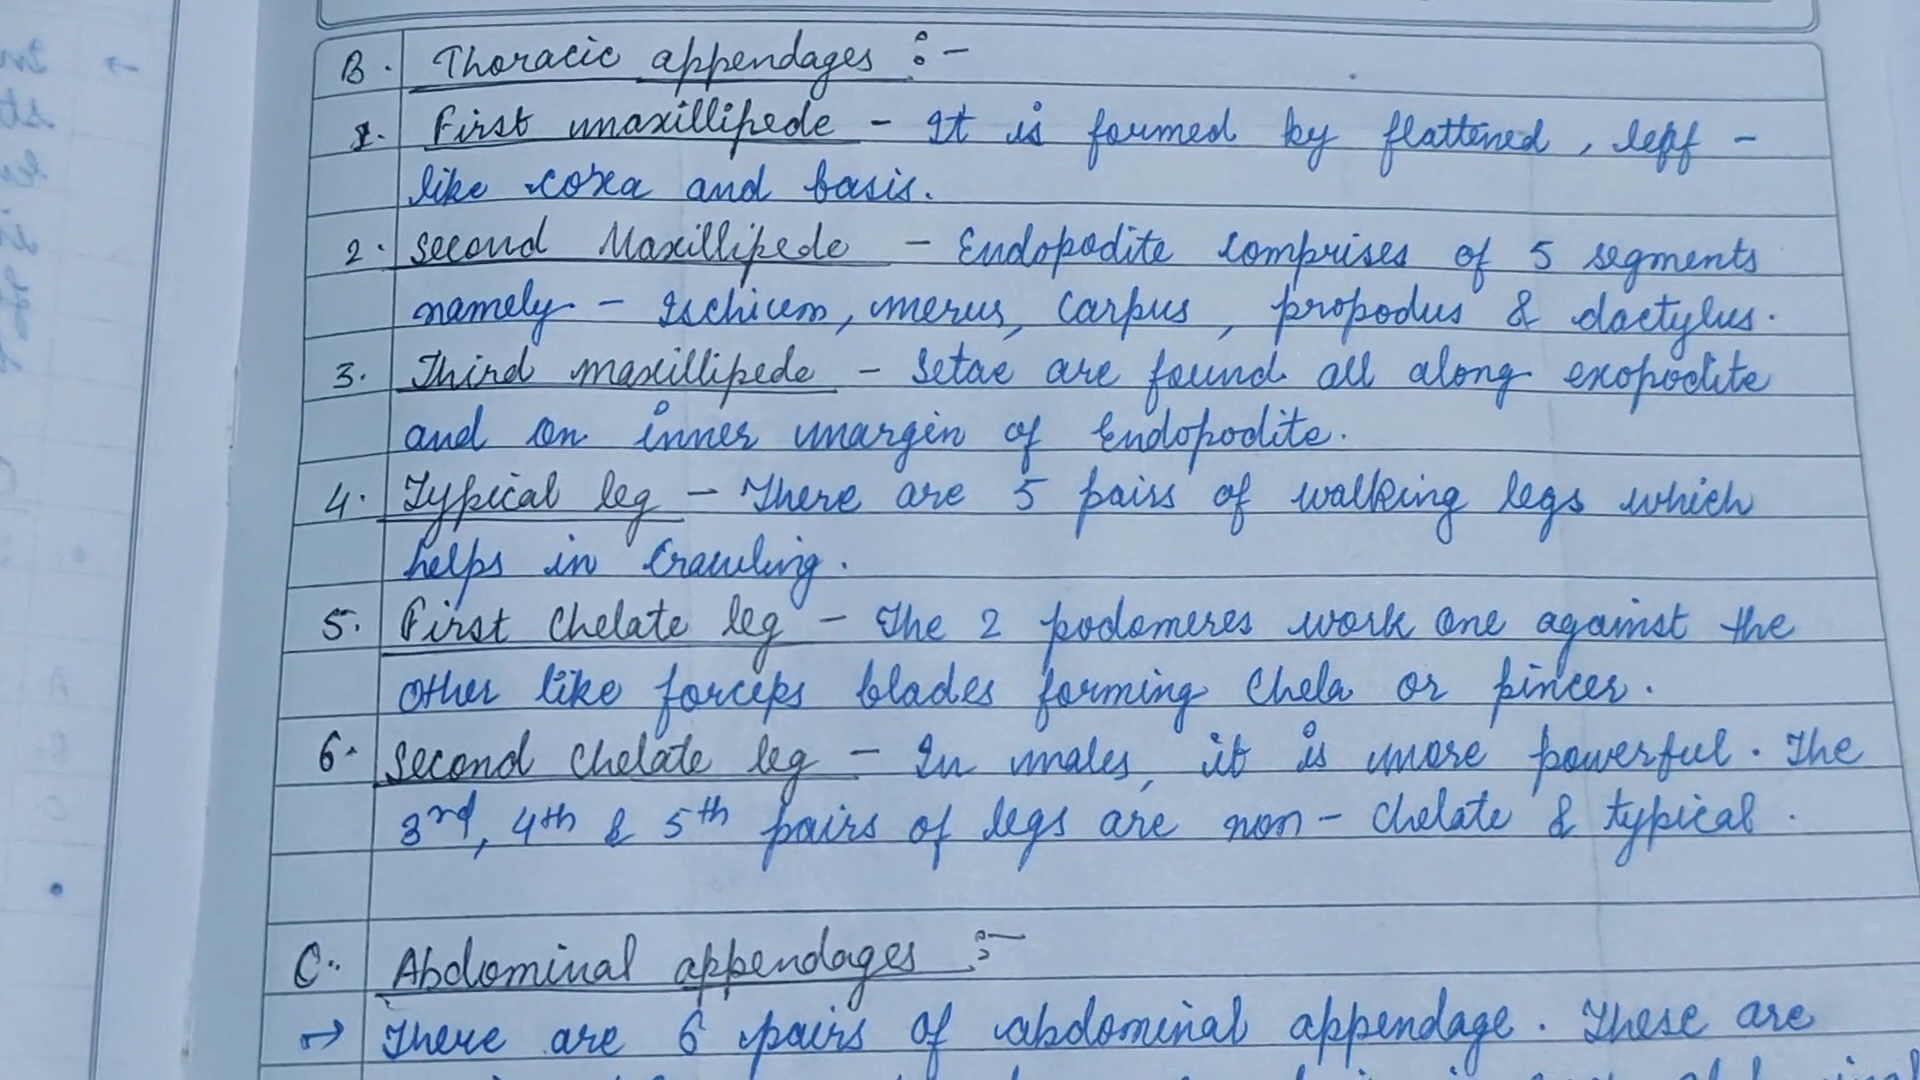 B. Thoracic appendages :-
1. First maxillipede - It is formed by flattened, leaf -
like coxa and basis.
2. Second Maxillipede - Endopodite comprises of 5 segments
namely - Ischium, merus, carpus, propodus & dactylus.
3. Third maxillipede - Setae are found all along exopodite
and on inner margin of Endopodite.
4. Typical leg - There are 5 pairs of walking legs which
helps in Crawling.
5. First Chelate leg - The 2 podomeres work one against the
other like forceps blades forming Chela or pincer.
6. Second Chelate leg - In males, it is more powerful. The
3rd, 4th & 5th pairs of legs are non - chelate & typical.
C. Abdominal appendages :-
→ There are 6 pairs of abdominal appendage. These are